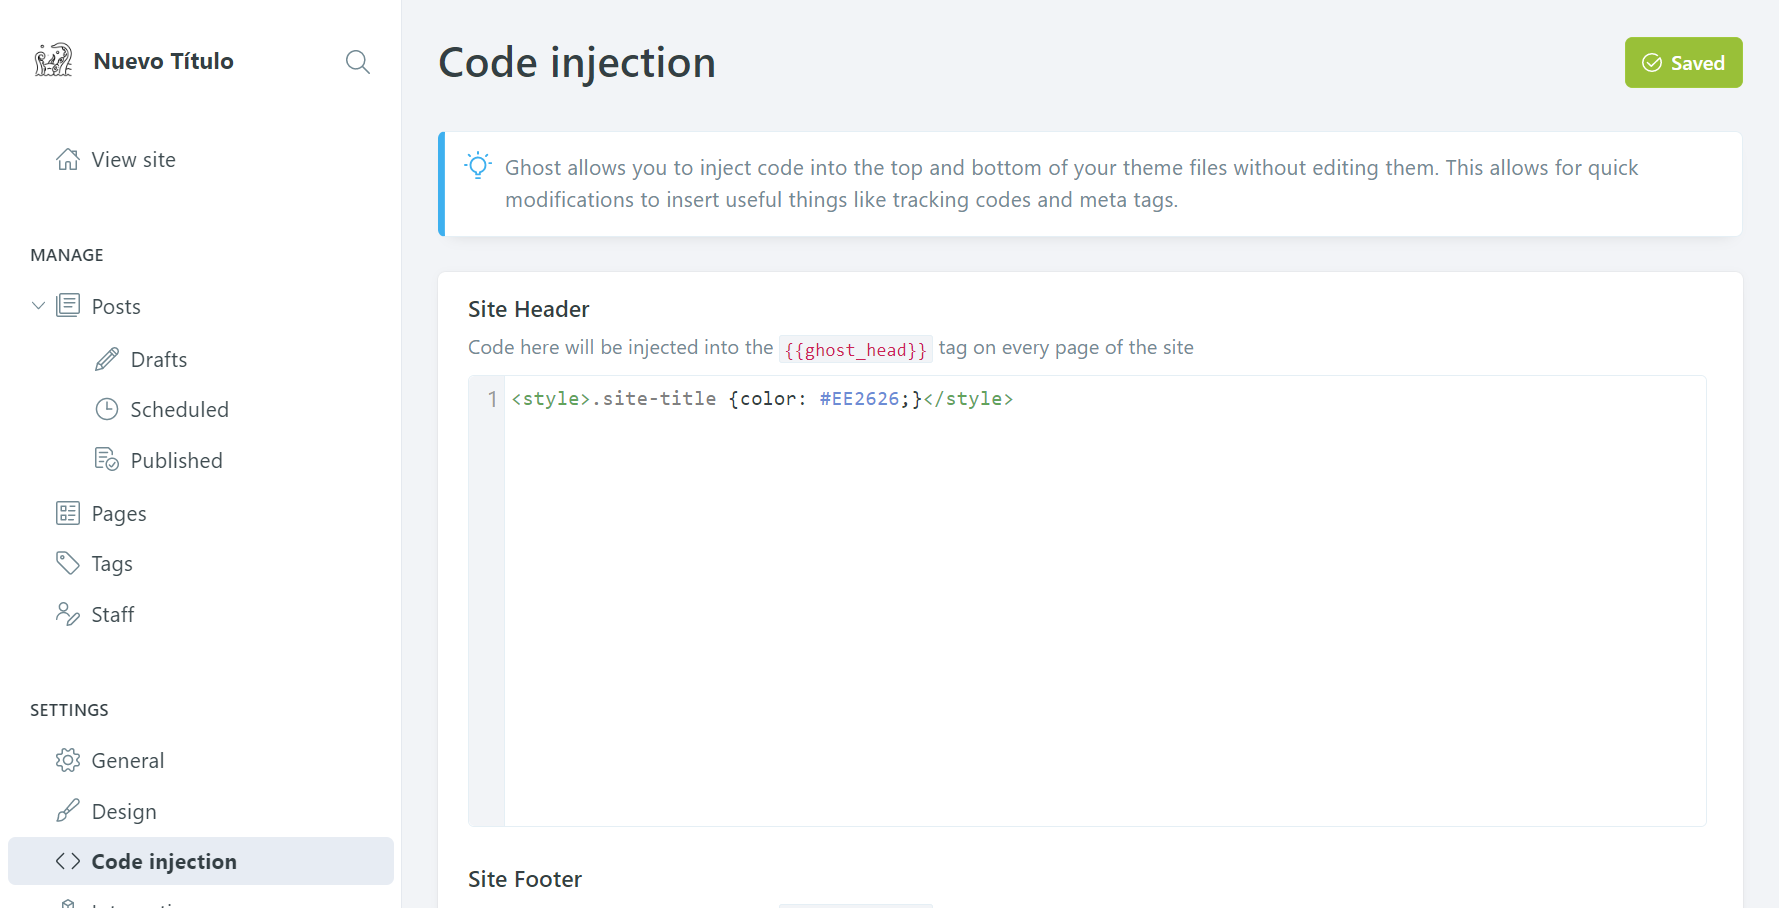 Nuevo Título
View site
MANAGE
Posts
Drafts
Scheduled
Published
Pages
Tags
Staff
SETTINGS
General
Design
Code injection
Code injection
Saved
Ghost allows you to inject code into the top and bottom of your theme files without editing them. This allows for quick
modifications to insert useful things like tracking codes and meta tags.
Site Header
Code here will be injected into the {{ghost_head}} tag on every page of the site
1 <style>.site-title {color: #EE2626;}</style>
Site Footer